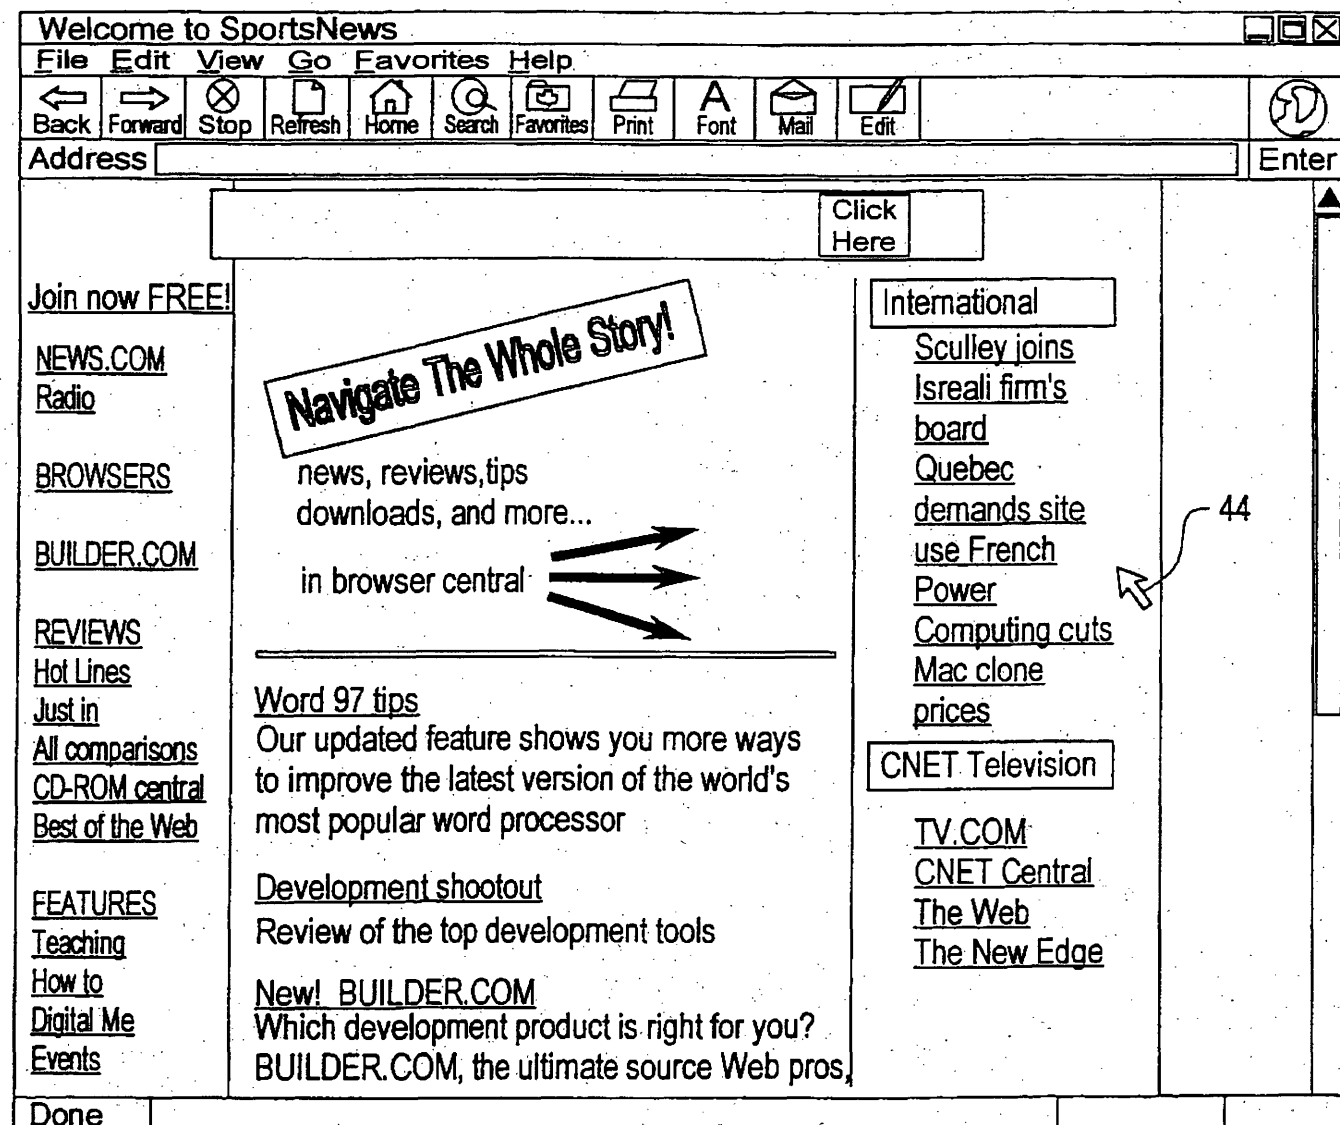 Welcome to SportsNews
File Edit View Go Favorites Help
Back Forward Stop Refresh Home Search Favorites Print Font Mail Edit
Address Enter
Click
Here
Join now FREE!
NEWS.COM
Radio
BROWSERS
BUILDER.COM
REVIEWS
Hot Lines
Just in
All comparisons
CD-ROM central
Best of the Web
FEATURES
Teaching
How to
Digital Me
Events
Navigate The Whole Story!
news, reviews,tips
downloads, and more...
in browser central
Word 97 tips
Our updated feature shows you more ways
to improve the latest version of the world's
most popular word processor
Development shootout
Review of the top development tools
New! BUILDER.COM
Which development product is right for you?
BUILDER.COM, the ultimate source Web pros,
International
Sculley joins
Isreali firm's
board
Quebec
demands site
use French
Power
Computing cuts
Mac clone
prices
CNET Television
TV.COM
CNET Central
The Web
The New Edge
44
Done